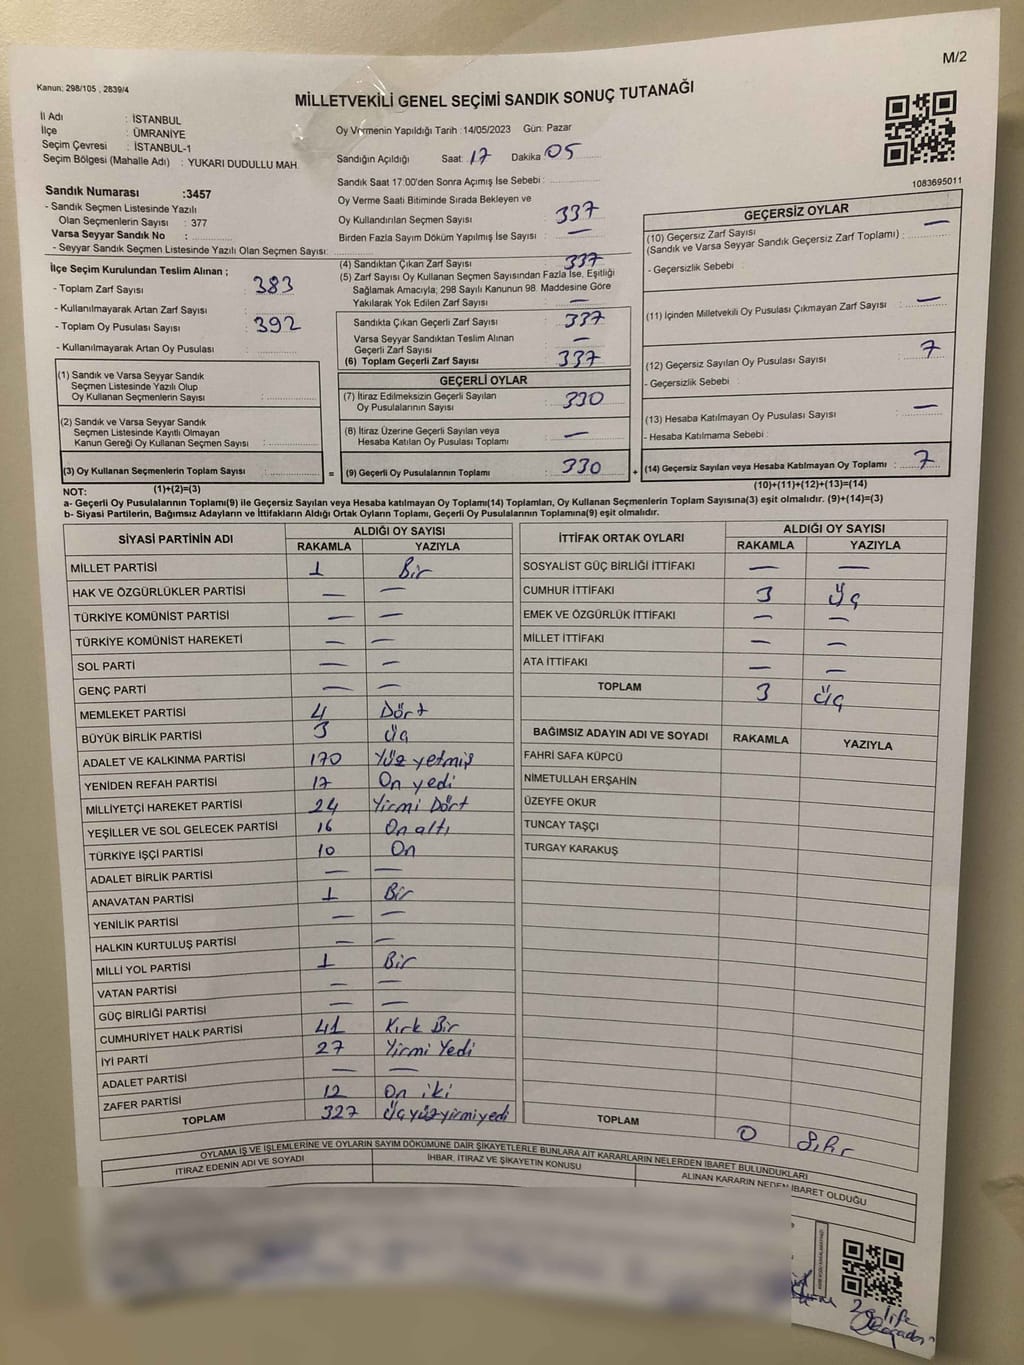 M/2
Kanun: 298/105 , 2839/4
MİLLETVEKİLİ GENEL SEÇİMİ SANDIK SONUÇ TUTANAĞI
İl Adı : İSTANBUL
İlçe : ÜMRANİYE
Seçim Çevresi : İSTANBUL-1
Seçim Bölgesi (Mahalle Adı) : YUKARI DUDULLU MAH.
Oy Vermenin Yapıldığı Tarih :14/05/2023 Gün: Pazar
Sandığın Açıldığı Saat: 17 Dakika 05
Sandık Saat 17:00'den Sonra Açımış İse Sebebi :
1083695011
Sandık Numarası :3457
- Sandık Seçmen Listesinde Yazılı
Olan Seçmenlerin Sayısı : 377
Varsa Seyyar Sandık No :
- Seyyar Sandık Seçmen Listesinde Yazılı Olan Seçmen Sayısı:
Oy Verme Saati Bitiminde Sırada Bekleyen ve
Oy Kullandırılan Seçmen Sayısı : 337
Birden Fazla Sayım Döküm Yapılmış İse Sayısı : —
İlçe Seçim Kurulundan Teslim Alınan ;
- Toplam Zarf Sayısı : 383
- Kullanılmayarak Artan Zarf Sayısı :
- Toplam Oy Pusulası Sayısı : 392
- Kullanılmayarak Artan Oy Pusulası :
(4) Sandıktan Çıkan Zarf Sayısı : 337
(5) Zarf Sayısı Oy Kullanan Seçmen Sayısından Fazla İse, Eşitliği
Sağlamak Amacıyla; 298 Sayılı Kanunun 98. Maddesine Göre
Yakılarak Yok Edilen Zarf Sayısı : —
Sandıkta Çıkan Geçerli Zarf Sayısı : 337
Varsa Seyyar Sandıktan Teslim Alınan
Geçerli Zarf Sayısı : —
(6) Toplam Geçerli Zarf Sayısı : 337
GEÇERSİZ OYLAR
(10) Geçersiz Zarf Sayısı —
(Sandık ve Varsa Seyyar Sandık Geçersiz Zarf Toplamı) :
- Geçersizlik Sebebi :
(11) İçinden Milletvekili Oy Pusulası Çıkmayan Zarf Sayısı : —
(12) Geçersiz Sayılan Oy Pusulası Sayısı : 7
- Geçersizlik Sebebi :
(13) Hesaba Katılmayan Oy Pusulası Sayısı : —
- Hesaba Katılmama Sebebi :
(1) Sandık ve Varsa Seyyar Sandık
Seçmen Listesinde Yazılı Olup
Oy Kullanan Seçmenlerin Sayısı :
(2) Sandık ve Varsa Seyyar Sandık
Seçmen Listesinde Kayıtlı Olmayan
Kanun Gereği Oy Kullanan Seçmen Sayısı :
GEÇERLİ OYLAR
(7) İtiraz Edilmeksizin Geçerli Sayılan
Oy Pusulalarının Sayısı : 330
(8) İtiraz Üzerine Geçerli Sayılan veya
Hesaba Katılan Oy Pusulası Toplamı : —
(3) Oy Kullanan Seçmenlerin Toplam Sayısı : = (9) Geçerli Oy Pusulalarının Toplamı : 330 + (14) Geçersiz Sayılan veya Hesaba Katılmayan Oy Toplamı : 7
(1)+(2)=(3)
(10)+(11)+(12)+(13)=(14)
NOT:
a- Geçerli Oy Pusulalarının Toplamı(9) ile Geçersiz Sayılan veya Hesaba katılmayan Oy Toplamı(14) Toplamları, Oy Kullanan Seçmenlerin Toplam Sayısına(3) eşit olmalıdır. (9)+(14)=(3)
b- Siyasi Partilerin, Bağımsız Adayların ve İttifakların Aldığı Ortak Oyların Toplamı, Geçerli Oy Pusulalarının Toplamına(9) eşit olmalıdır.
SİYASİ PARTİNİN ADI ALDIĞI OY SAYISI
RAKAMLA YAZIYLA
MİLLET PARTİSİ 1 Bir
HAK VE ÖZGÜRLÜKLER PARTİSİ — —
TÜRKİYE KOMÜNİST PARTİSİ — —
TÜRKİYE KOMÜNİST HAREKETİ — —
SOL PARTİ — —
GENÇ PARTİ — —
MEMLEKET PARTİSİ 4 Dört
BÜYÜK BİRLİK PARTİSİ 3 Üç
ADALET VE KALKINMA PARTİSİ 170 Yüz yetmiş
YENİDEN REFAH PARTİSİ 17 On yedi
MİLLİYETÇİ HAREKET PARTİSİ 24 Yirmi Dört
YEŞİLLER VE SOL GELECEK PARTİSİ 16 On altı
TÜRKİYE İŞÇİ PARTİSİ 10 On
ADALET BİRLİK PARTİSİ — —
ANAVATAN PARTİSİ 1 Bir
YENİLİK PARTİSİ — —
HALKIN KURTULUŞ PARTİSİ — —
MİLLİ YOL PARTİSİ 1 Bir
VATAN PARTİSİ — —
GÜÇ BİRLİĞİ PARTİSİ — —
CUMHURİYET HALK PARTİSİ 41 Kırk Bir
İYİ PARTİ 27 Yirmi Yedi
ADALET PARTİSİ — —
ZAFER PARTİSİ 12 On iki
TOPLAM 327 Üçyüzyirmiyedi
İTTİFAK ORTAK OYLARI ALDIĞI OY SAYISI
RAKAMLA YAZIYLA
SOSYALİST GÜÇ BİRLİĞİ İTTİFAKI — —
CUMHUR İTTİFAKI 3 Üç
EMEK VE ÖZGÜRLÜK İTTİFAKI — —
MİLLET İTTİFAKI — —
ATA İTTİFAKI — —
TOPLAM 3 Üç
BAĞIMSIZ ADAYIN ADI VE SOYADI RAKAMLA YAZIYLA
FAHRİ SAFA KÜPCÜ
NİMETULLAH ERŞAHİN
ÜZEYFE OKUR
TUNCAY TAŞÇI
TURGAY KARAKUŞ
TOPLAM 0 Sıfır
OYLAMA İŞ VE İŞLEMLERİNE VE OYLARIN SAYIM DÖKÜMÜNE DAİR ŞİKAYETLERLE BUNLARA AİT KARARLARIN NELERDEN İBARET BULUNDUKLARI
İTİRAZ EDENİN ADI VE SOYADI İHBAR, İTİRAZ VE ŞİKAYETİN KONUSU ALINAN KARARIN NEDEN İBARET OLDUĞU